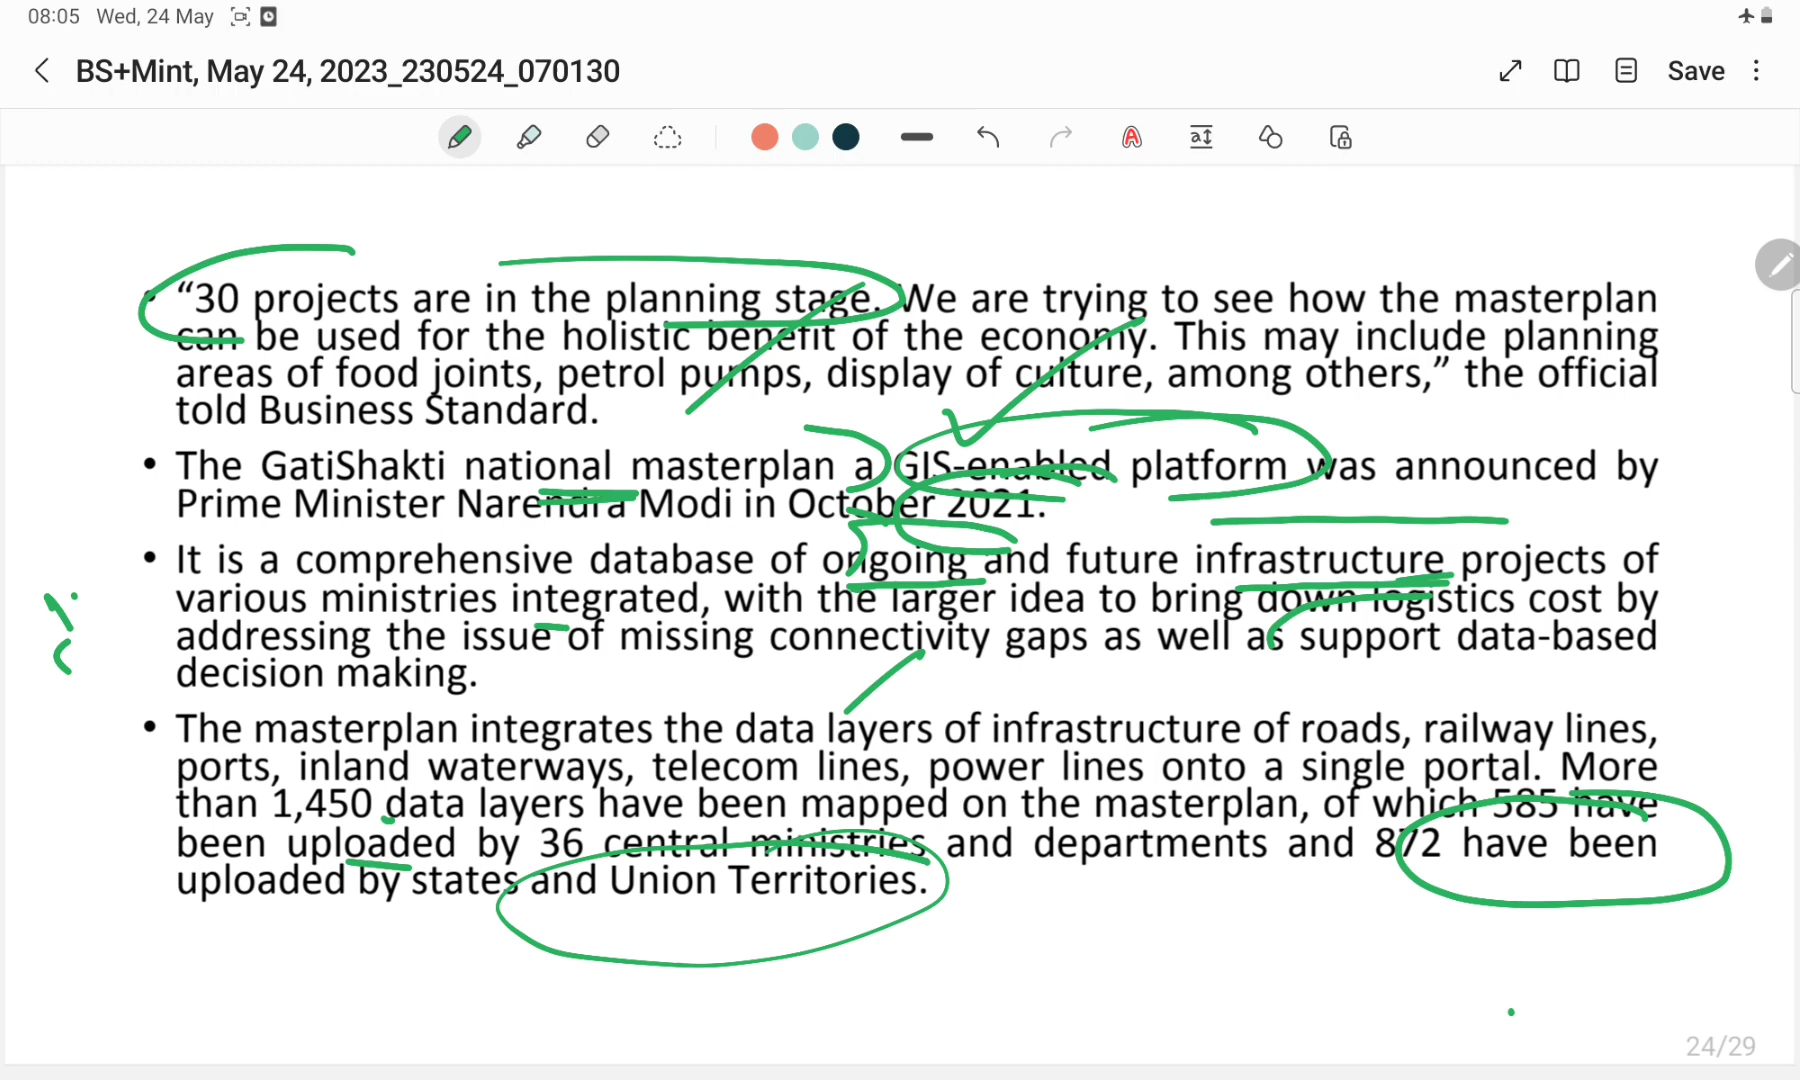 08:05 Wed, 24 May
BS+Mint, May 24, 2023_230524_070130
Save
“30 projects are in the planning stage. We are trying to see how the masterplan
can be used for the holistic benefit of the economy. This may include planning
areas of food joints, petrol pumps, display of culture, among others,” the official
told Business Standard.
• The GatiShakti national masterplan a GIS-enabled platform was announced by
Prime Minister Narendra Modi in October 2021.
• It is a comprehensive database of ongoing and future infrastructure projects of
various ministries integrated, with the larger idea to bring down logistics cost by
addressing the issue of missing connectivity gaps as well as support data-based
decision making.
• The masterplan integrates the data layers of infrastructure of roads, railway lines,
ports, inland waterways, telecom lines, power lines onto a single portal. More
than 1,450 data layers have been mapped on the masterplan, of which 585 have
been uploaded by 36 central ministries and departments and 872 have been
uploaded by states and Union Territories.
24/29